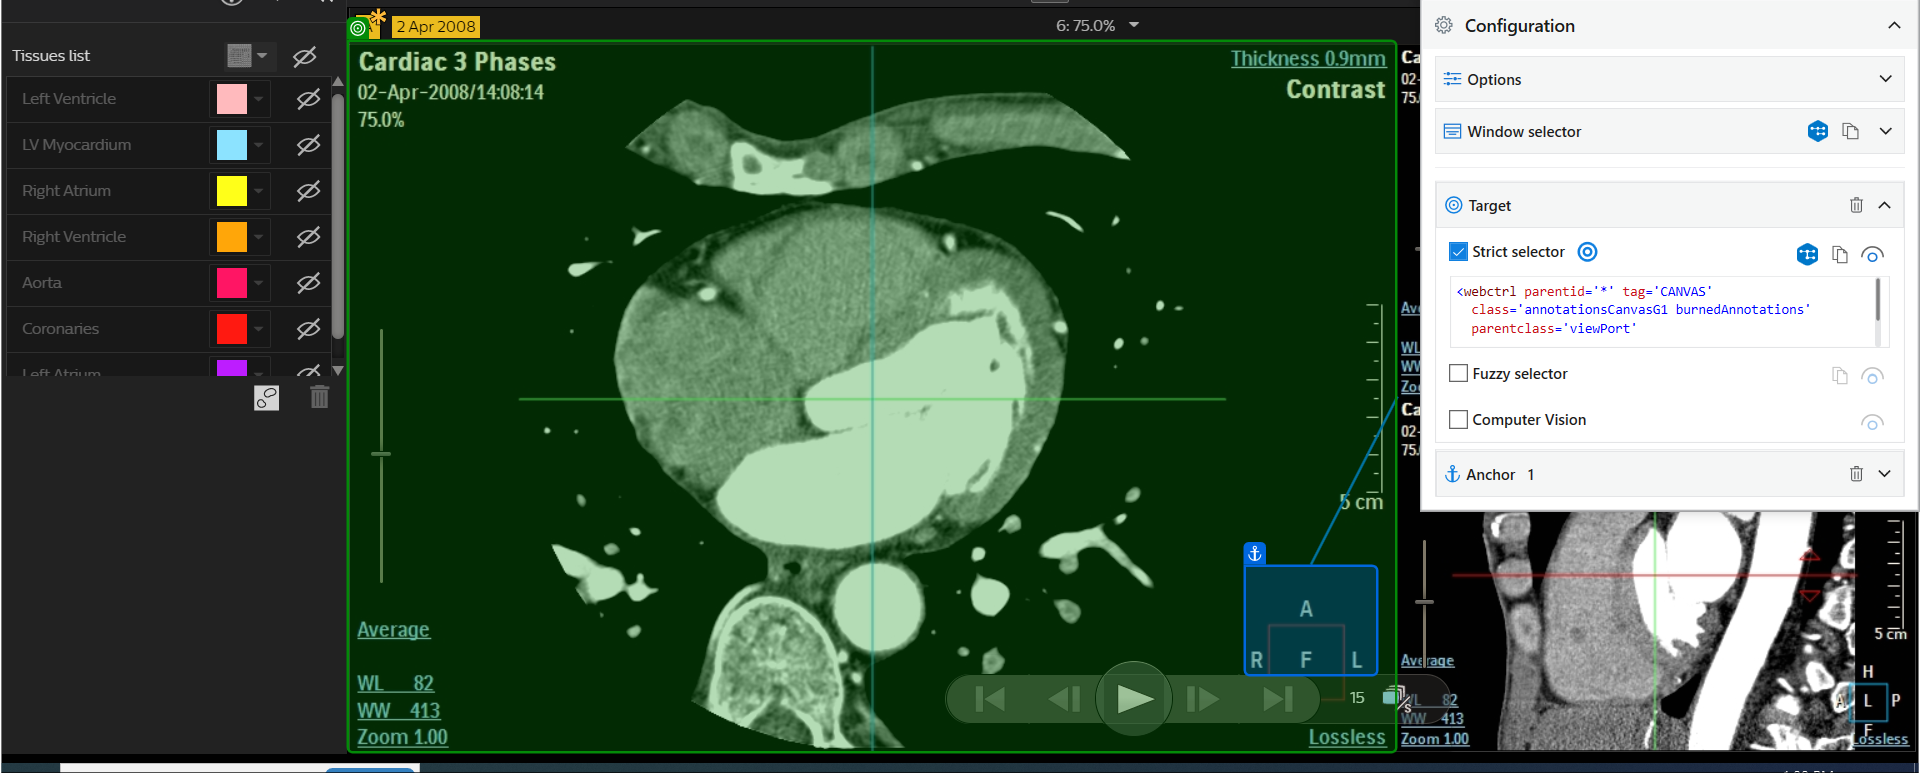 2 Apr 2008
6: 75.0%
Configuration
Tissues list
Left Ventricle
LV Myocardium
Right Atrium
Right Ventricle
Aorta
Coronaries
Left Atrium
Cardiac 3 Phases
02-Apr-2008/14:08:14
75.0%
Thickness 0.9mm
Contrast
5 cm
Average
WL 82
WW 413
Zoom 1.00
A
R F L
15
Lossless
Options
Window selector
Target
Strict selector
<webctrl parentid='*' tag='CANVAS'
class='annotationsCanvasG1 burnedAnnotations'
parentclass='viewPort'
Fuzzy selector
Computer Vision
Anchor 1
Ca
02-
75.
WL
WW
Zoo
Ca
02-
75.
5 cm
Average
WL 82
WW 413
Zoom 1.00
H
A L P
F
Lossless